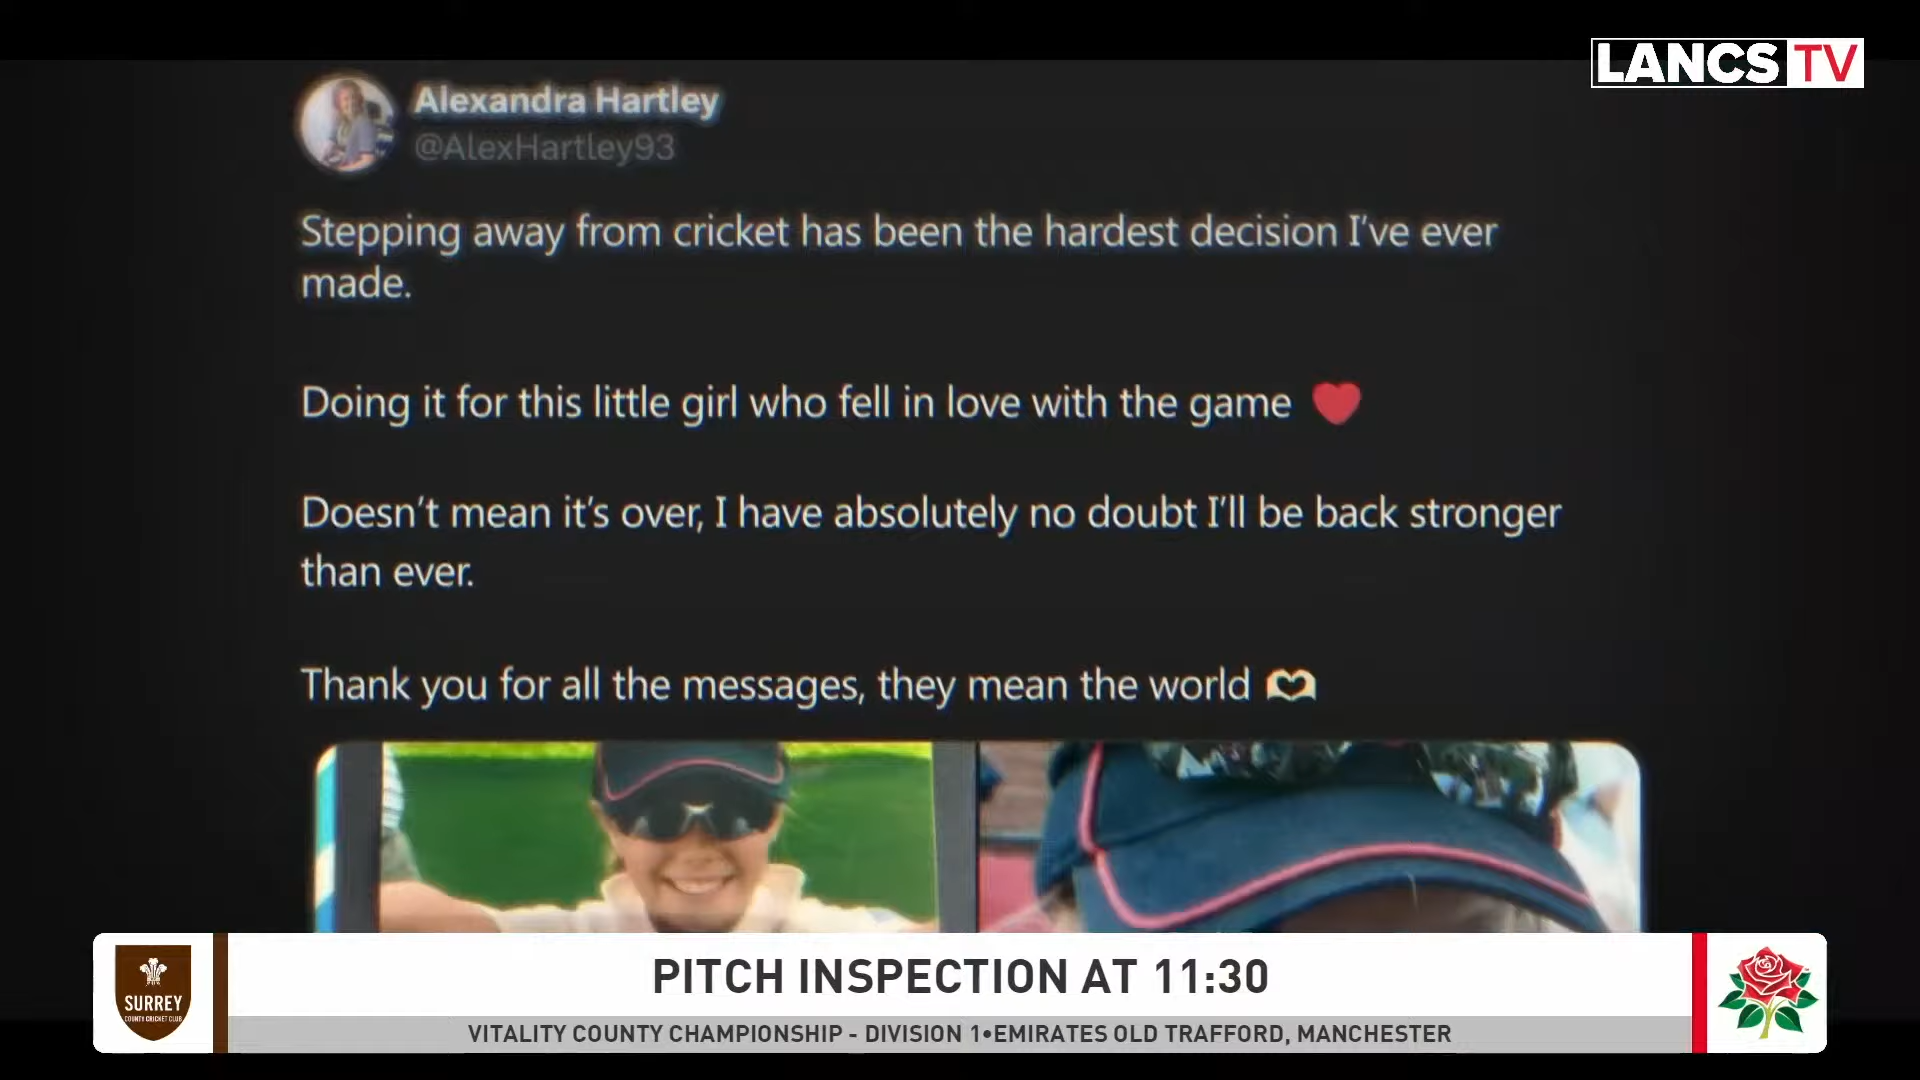 LANCS TV
Alexandra Hartley
@AlexHartley93
Stepping away from cricket has been the hardest decision I've ever
made.
Doing it for this little girl who fell in love with the game ❤️
Doesn't mean it's over, I have absolutely no doubt I'll be back stronger
than ever.
Thank you for all the messages, they mean the world 🫶
PITCH INSPECTION AT 11:30
SURREY
COUNTY CRICKET CLUB
VITALITY COUNTY CHAMPIONSHIP - DIVISION 1•EMIRATES OLD TRAFFORD, MANCHESTER